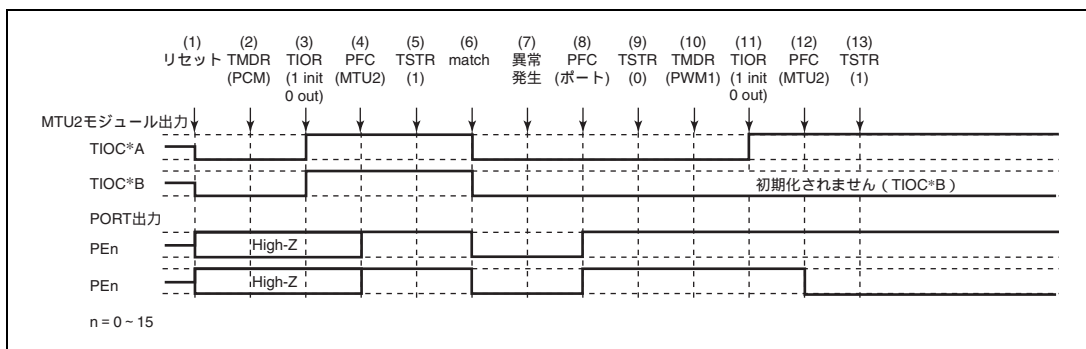 (1) (2) (3) (4) (5) (6) (7) (8) (9) (10) (11) (12) (13)
リセット TMDR TIOR PFC TSTR match 異常 PFC TSTR TMDR TIOR PFC TSTR
(PCM) (1 init (MTU2) (1) 発生 (ポート) (0) (PWM1) (1 init (MTU2) (1)
0 out) 0 out)
MTU2モジュール出力
TIOC*A
TIOC*B 初期化されません(TIOC*B)
PORT出力
PEn High-Z
PEn High-Z
n = 0 ~ 15